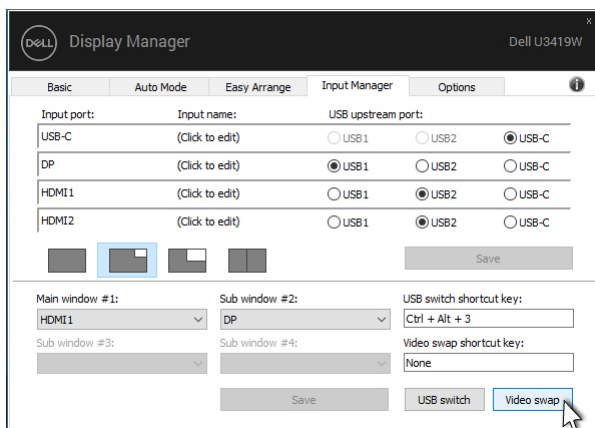 DELL Display Manager Dell U3419W
Basic Auto Mode Easy Arrange Input Manager Options
Input port: Input name: USB upstream port:
USB-C (Click to edit) USB1 USB2 USB-C
DP (Click to edit) USB1 USB2 USB-C
HDMI1 (Click to edit) USB1 USB2 USB-C
HDMI2 (Click to edit) USB1 USB2 USB-C
Save
Main window #1: Sub window #2: USB switch shortcut key:
HDMI1 DP Ctrl + Alt + 3
Sub window #3: Sub window #4: Video swap shortcut key:
None
Save USB switch Video swap